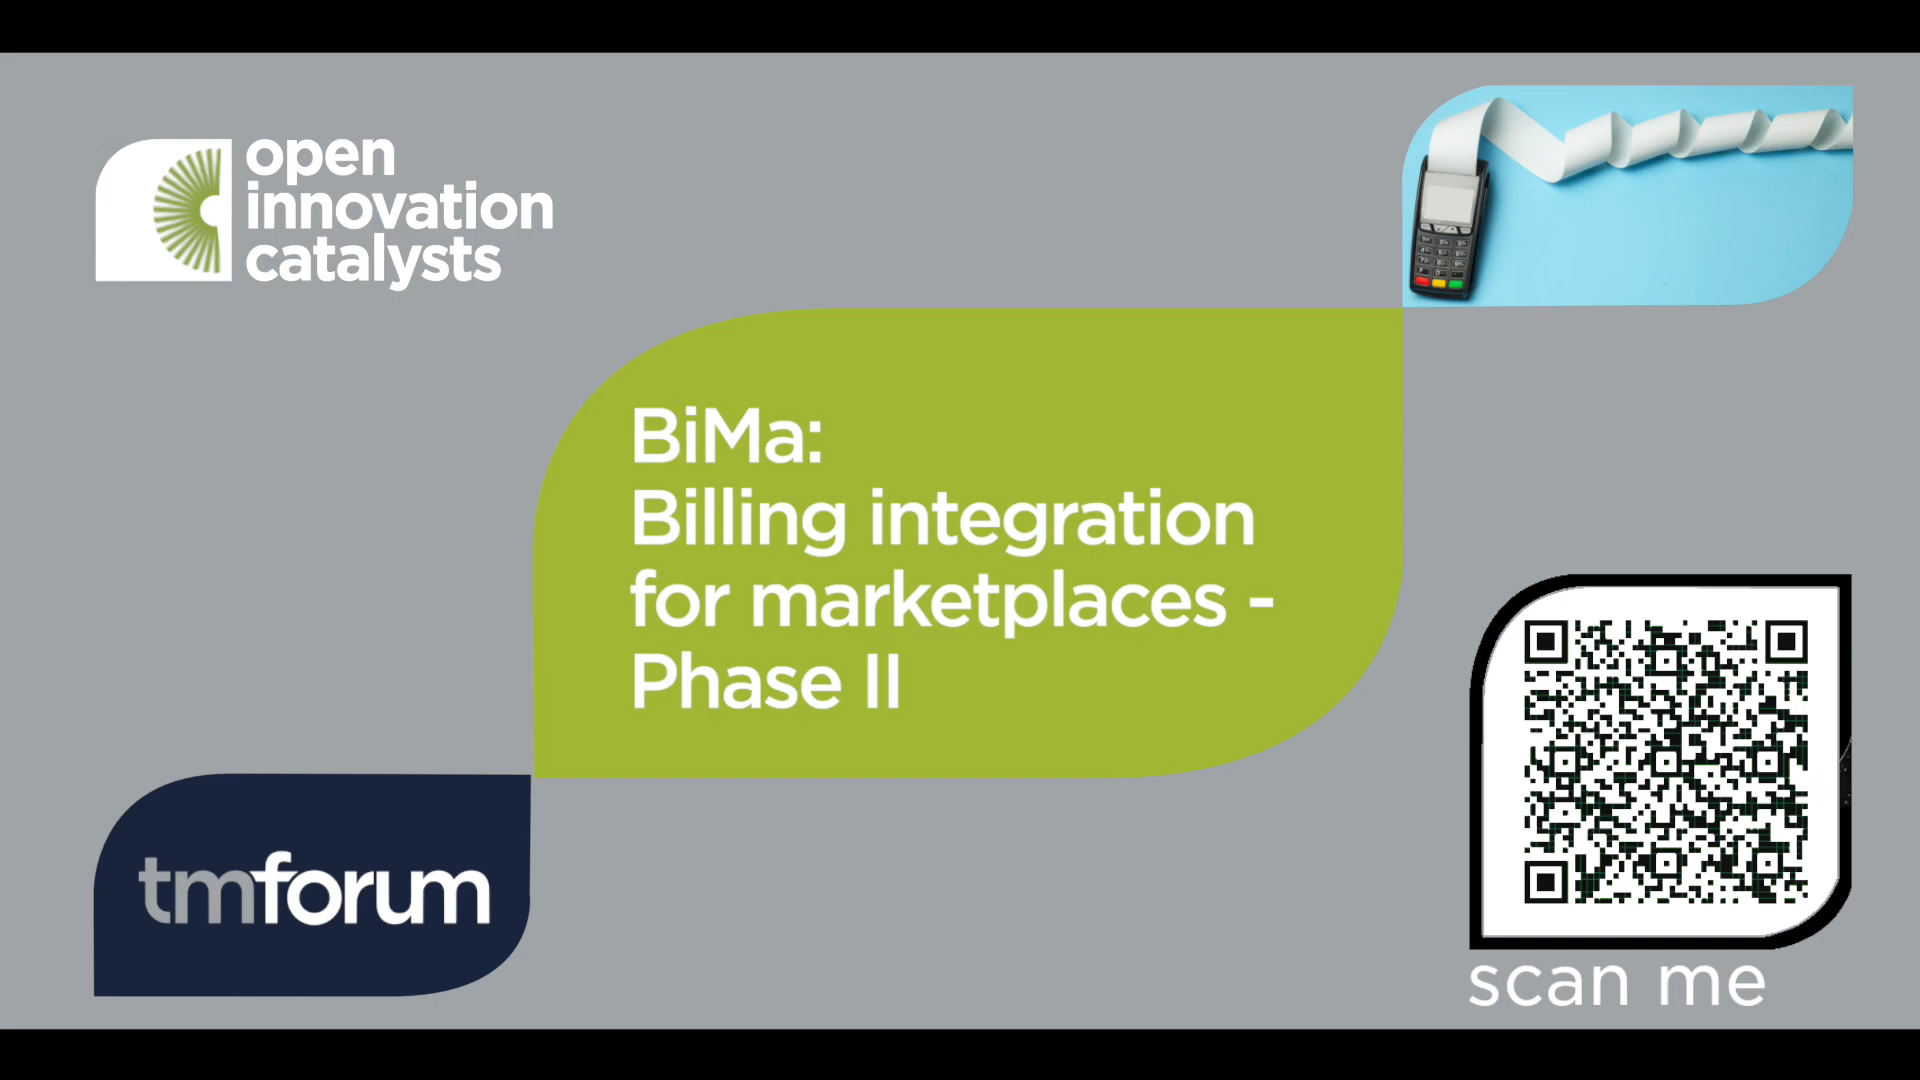 open
innovation
catalysts
BiMa:
Billing integration
for marketplaces -
Phase II
tmforum
scan me